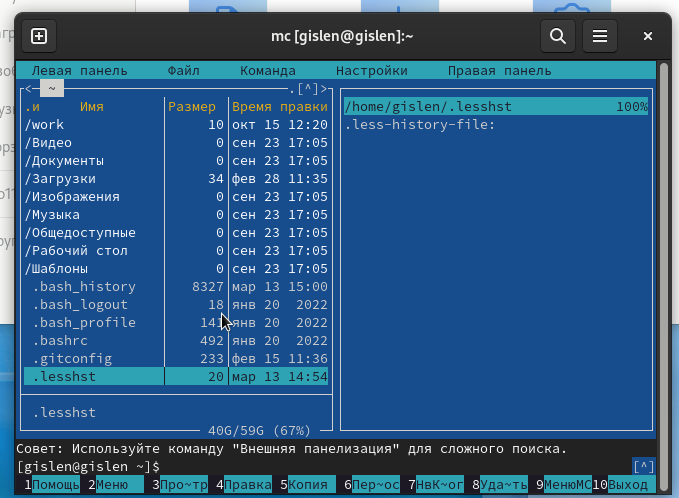 mc [gislen@gislen]:~
Левая панель Файл Команда Настройки Правая панель
<- ~ .[^]>
.и Имя Размер Время правки
/work 10 окт 15 12:20
/Видео 0 сен 23 17:05
/Документы 0 сен 23 17:05
/Загрузки 34 фев 28 11:35
/Изображения 0 сен 23 17:05
/Музыка 0 сен 23 17:05
/Общедоступные 0 сен 23 17:05
/Рабочий стол 0 сен 23 17:05
/Шаблоны 0 сен 23 17:05
.bash_history 8327 мар 13 15:00
.bash_logout 18 янв 20 2022
.bash_profile 141 янв 20 2022
.bashrc 492 янв 20 2022
.gitconfig 233 фев 15 11:36
.lesshst 20 мар 13 14:54
.lesshst
40G/59G (67%)
/home/gislen/.lesshst 100%
.less-history-file:
Совет: Используйте команду "Внешняя панелизация" для сложного поиска.
[gislen@gislen ~]$ [^]
1Помощь 2Меню 3Про~тр 4Правка 5Копия 6Пер~ос 7НвК~ог 8Уда~ть 9МенюMC 10Выход